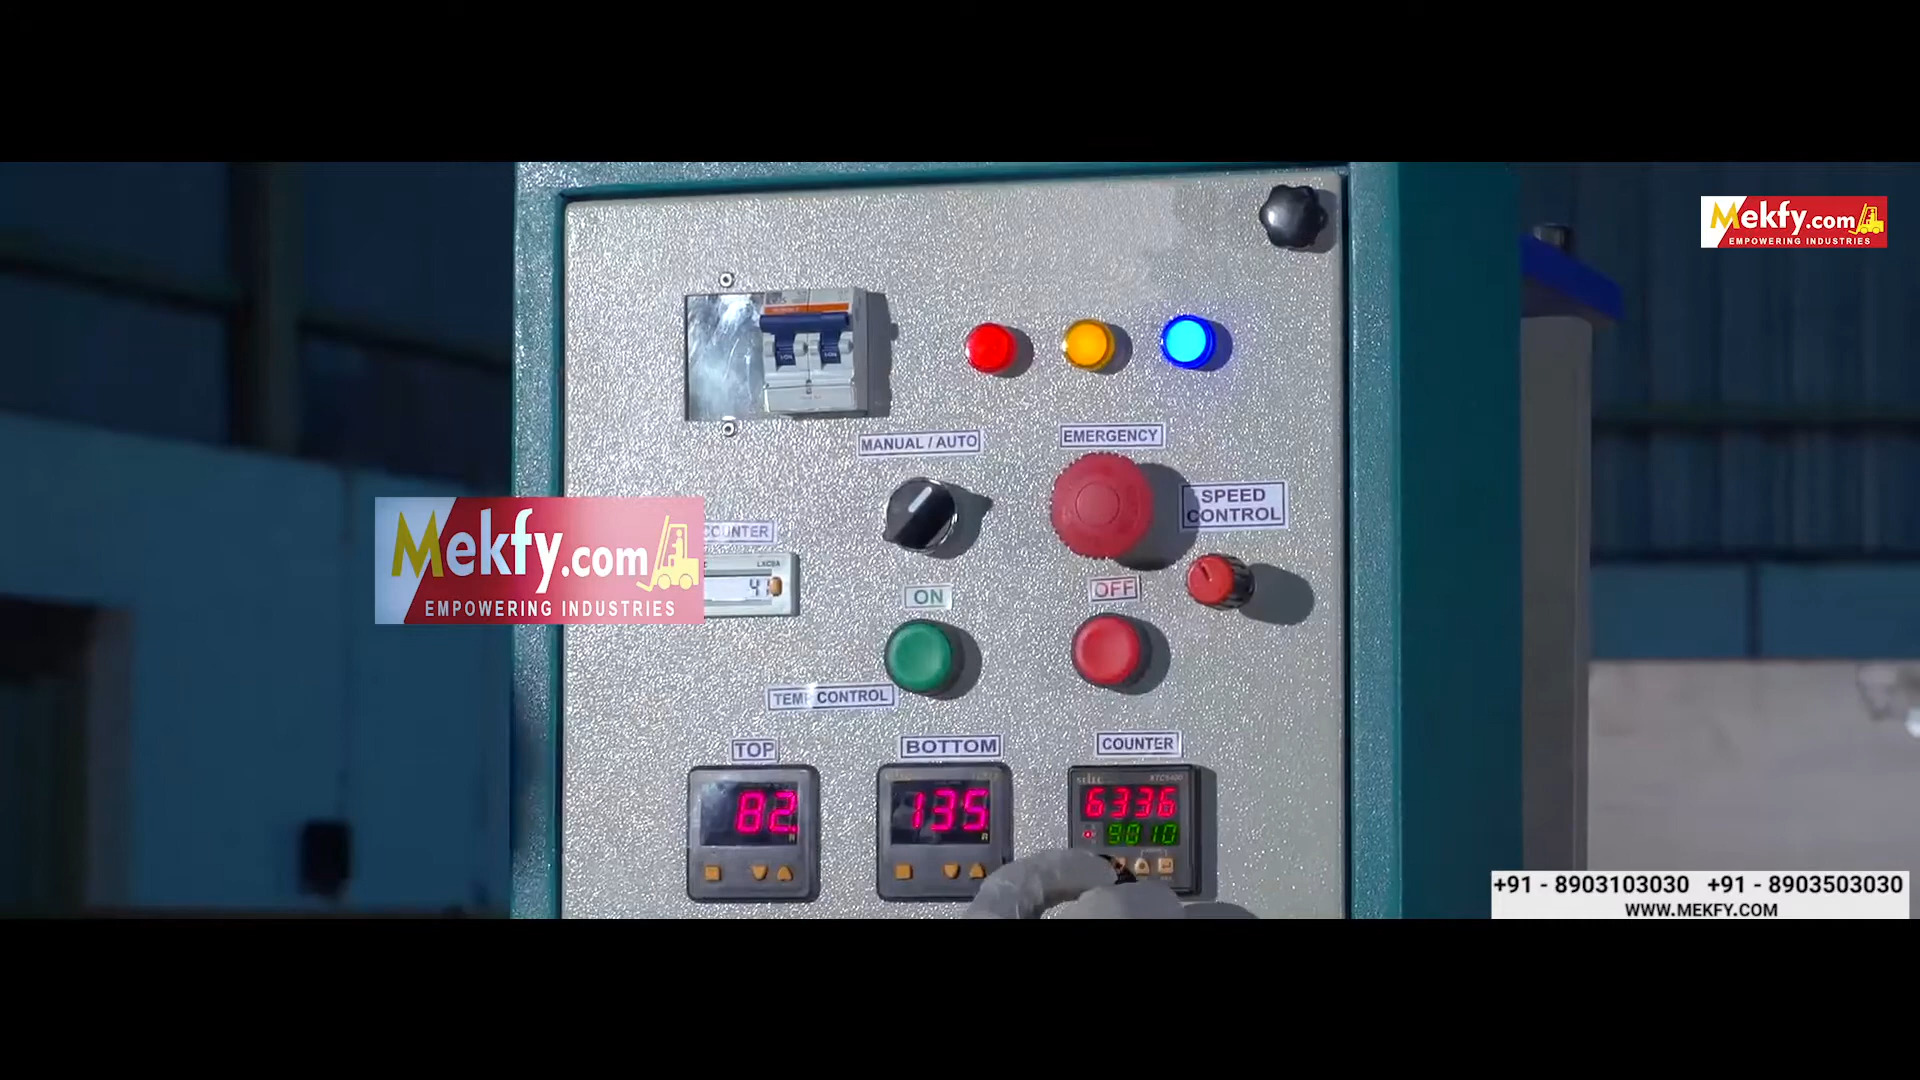 Mekfy.com
EMPOWERING INDUSTRIES
MANUAL / AUTO
EMERGENCY
SPEED
CONTROL
COUNTER
Mekfy.com
EMPOWERING INDUSTRIES
ON
OFF
TEMP CONTROL
TOP
BOTTOM
COUNTER
82
135
6336
9010
+91 - 8903103030 +91 - 8903503030
WWW.MEKFY.COM